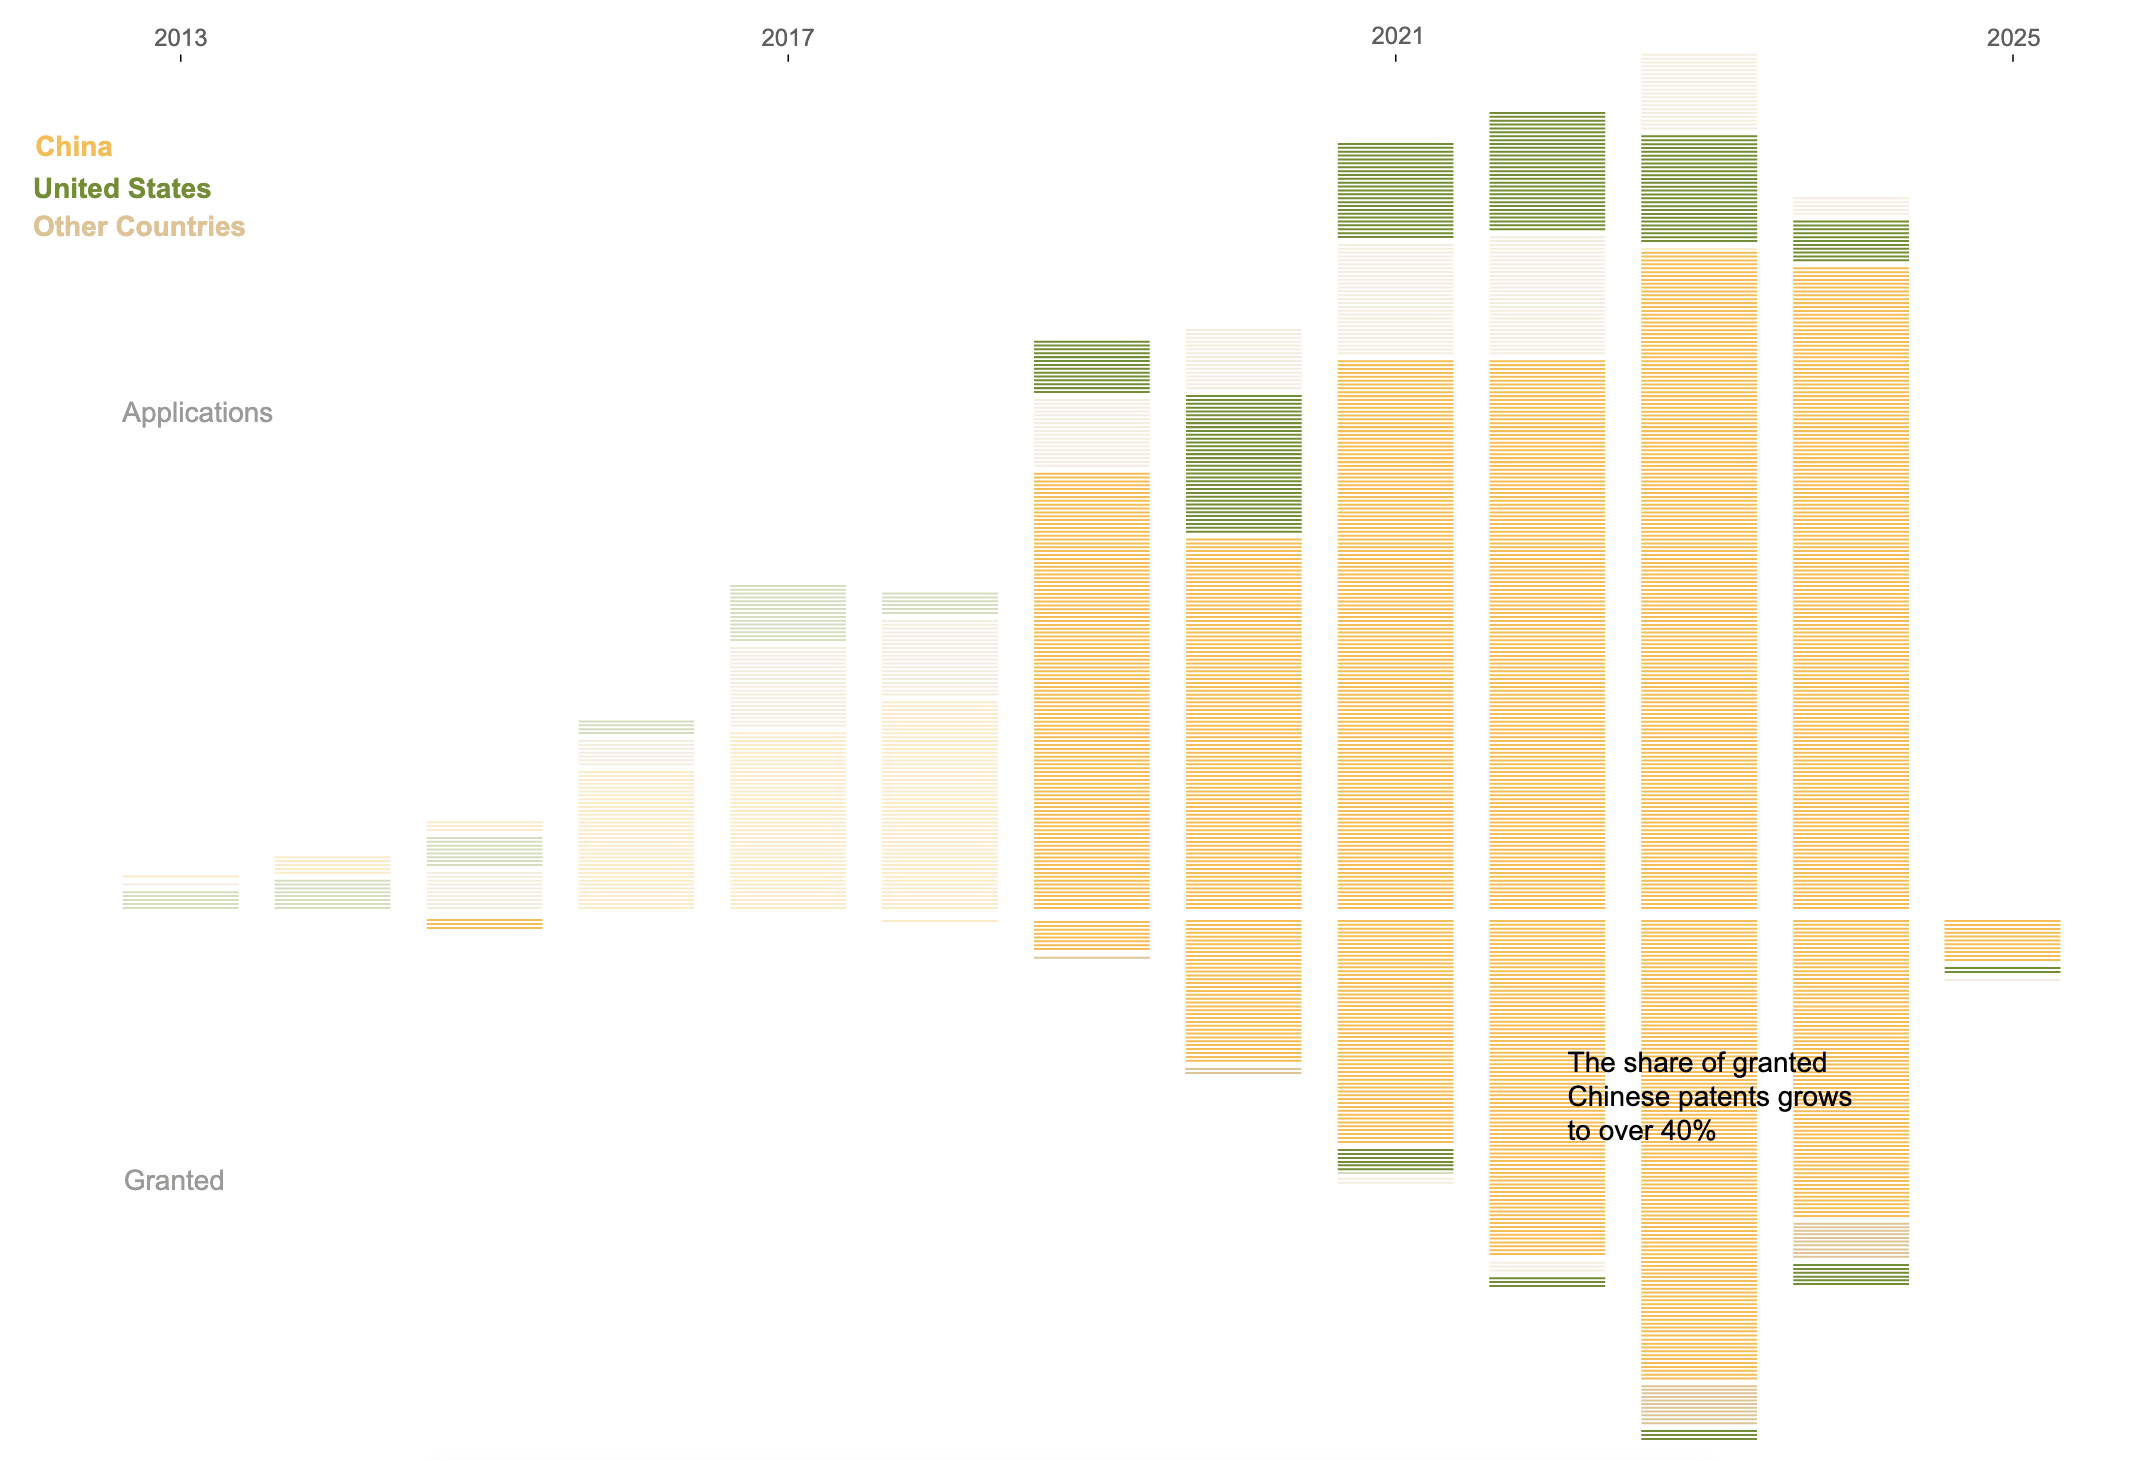 2013
2017
2021
2025
China
United States
Other Countries
Applications
The share of granted
Chinese patents grows
to over 40%
Granted